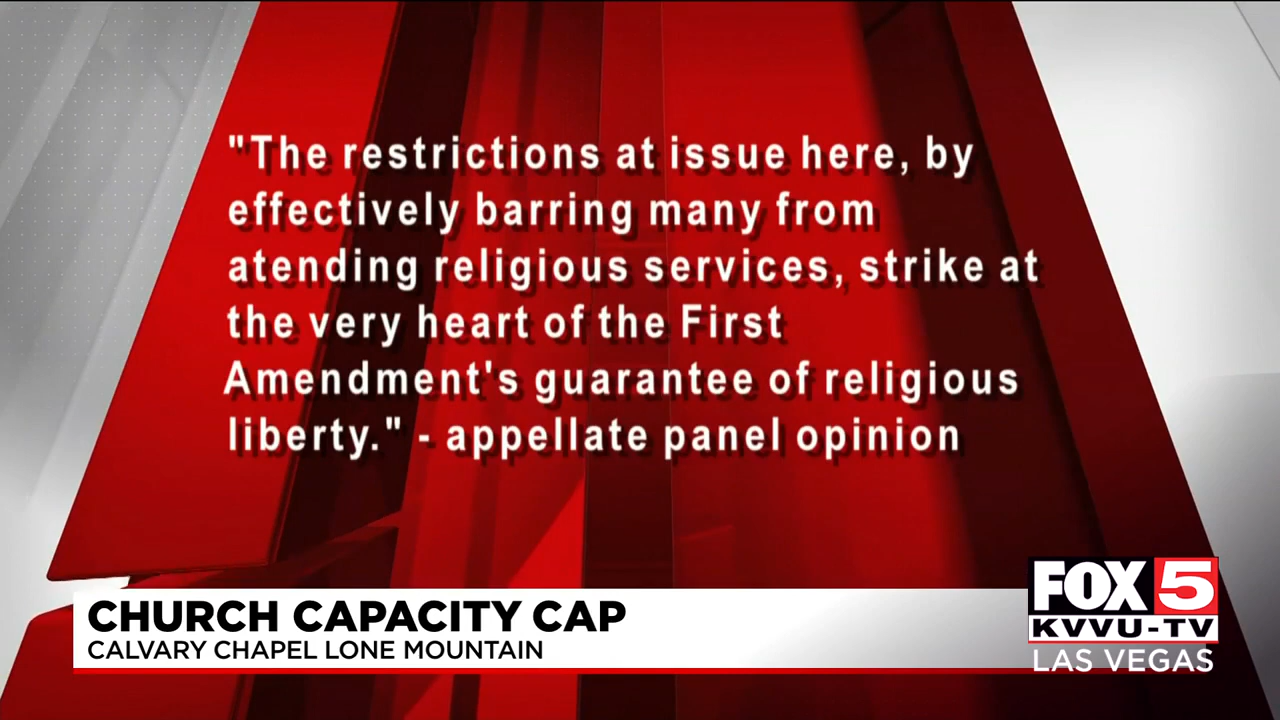 "The restrictions at issue here, by
effectively barring many from
atending religious services, strike at
the very heart of the First
Amendment's guarantee of religious
liberty." - appellate panel opinion
CHURCH CAPACITY CAP
CALVARY CHAPEL LONE MOUNTAIN
FOX 5
KVVU-TV
LAS VEGAS